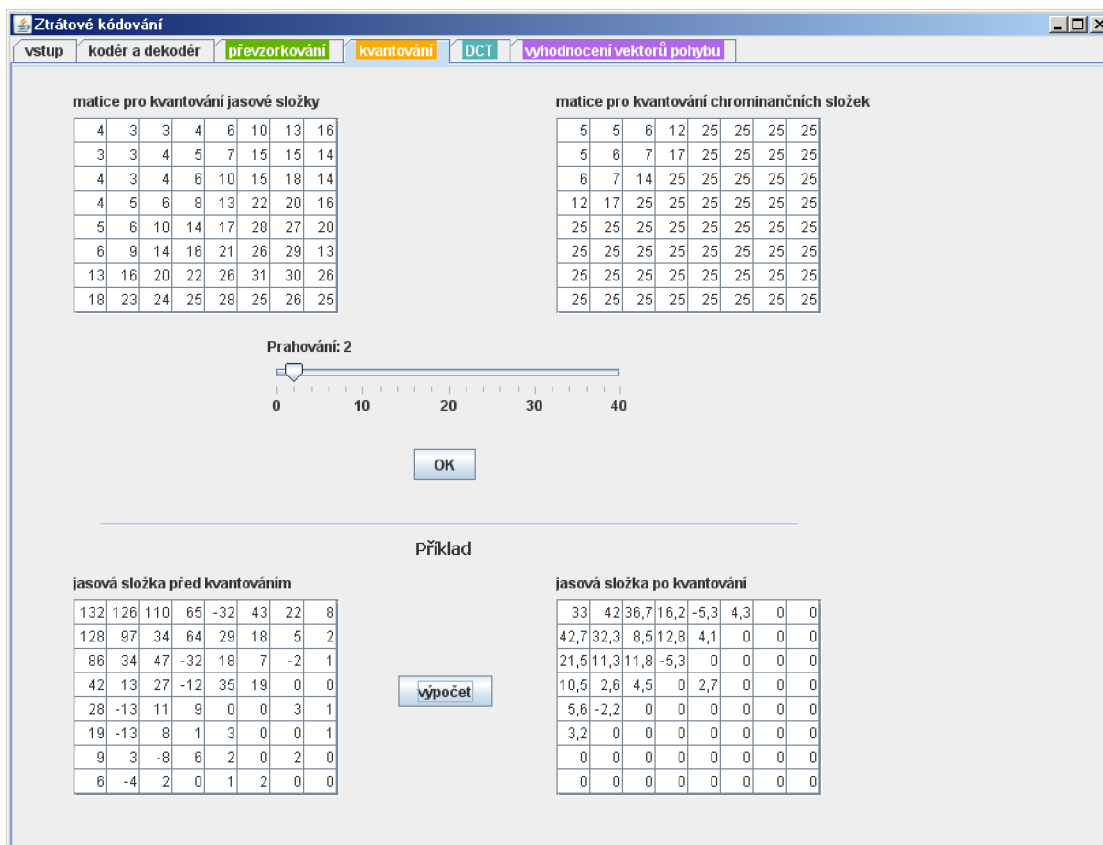 Ztrátové kódování
vstup kodér a dekodér převzorkování kvantování DCT vyhodnocení vektorů pohybu
matice pro kvantování jasové složky
4 3 3 4 6 10 13 16
3 3 4 5 7 15 15 14
4 3 4 6 10 15 18 14
4 5 6 8 13 22 20 16
5 6 10 14 17 28 27 20
6 9 14 16 21 26 29 13
13 16 20 22 26 31 30 26
18 23 24 25 28 25 26 25
matice pro kvantování chrominančních složek
5 5 6 12 25 25 25 25
5 6 7 17 25 25 25 25
6 7 14 25 25 25 25 25
12 17 25 25 25 25 25 25
25 25 25 25 25 25 25 25
25 25 25 25 25 25 25 25
25 25 25 25 25 25 25 25
25 25 25 25 25 25 25 25
Prahování: 2
0 10 20 30 40
OK
Příklad
jasová složka před kvantováním
132 126 110 65 -32 43 22 8
128 97 34 64 29 18 5 2
86 34 47 -32 18 7 -2 1
42 13 27 -12 35 19 0 0
28 -13 11 9 0 0 3 1
19 -13 8 1 3 0 0 1
9 3 -8 6 2 0 2 0
6 -4 2 0 1 2 0 0
výpočet
jasová složka po kvantování
33 42 36,7 16,2 -5,3 4,3 0 0
42,7 32,3 8,5 12,8 4,1 0 0 0
21,5 11,3 11,8 -5,3 0 0 0 0
10,5 2,6 4,5 0 2,7 0 0 0
5,6 -2,2 0 0 0 0 0 0
3,2 0 0 0 0 0 0 0
0 0 0 0 0 0 0 0
0 0 0 0 0 0 0 0